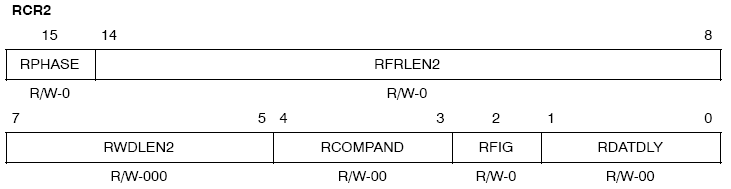 RCR2
15 14 8
RPHASE RFRLEN2
R/W-0 R/W-0
7 5 4 3 2 1 0
RWDLEN2 RCOMPAND RFIG RDATDLY
R/W-000 R/W-00 R/W-0 R/W-00